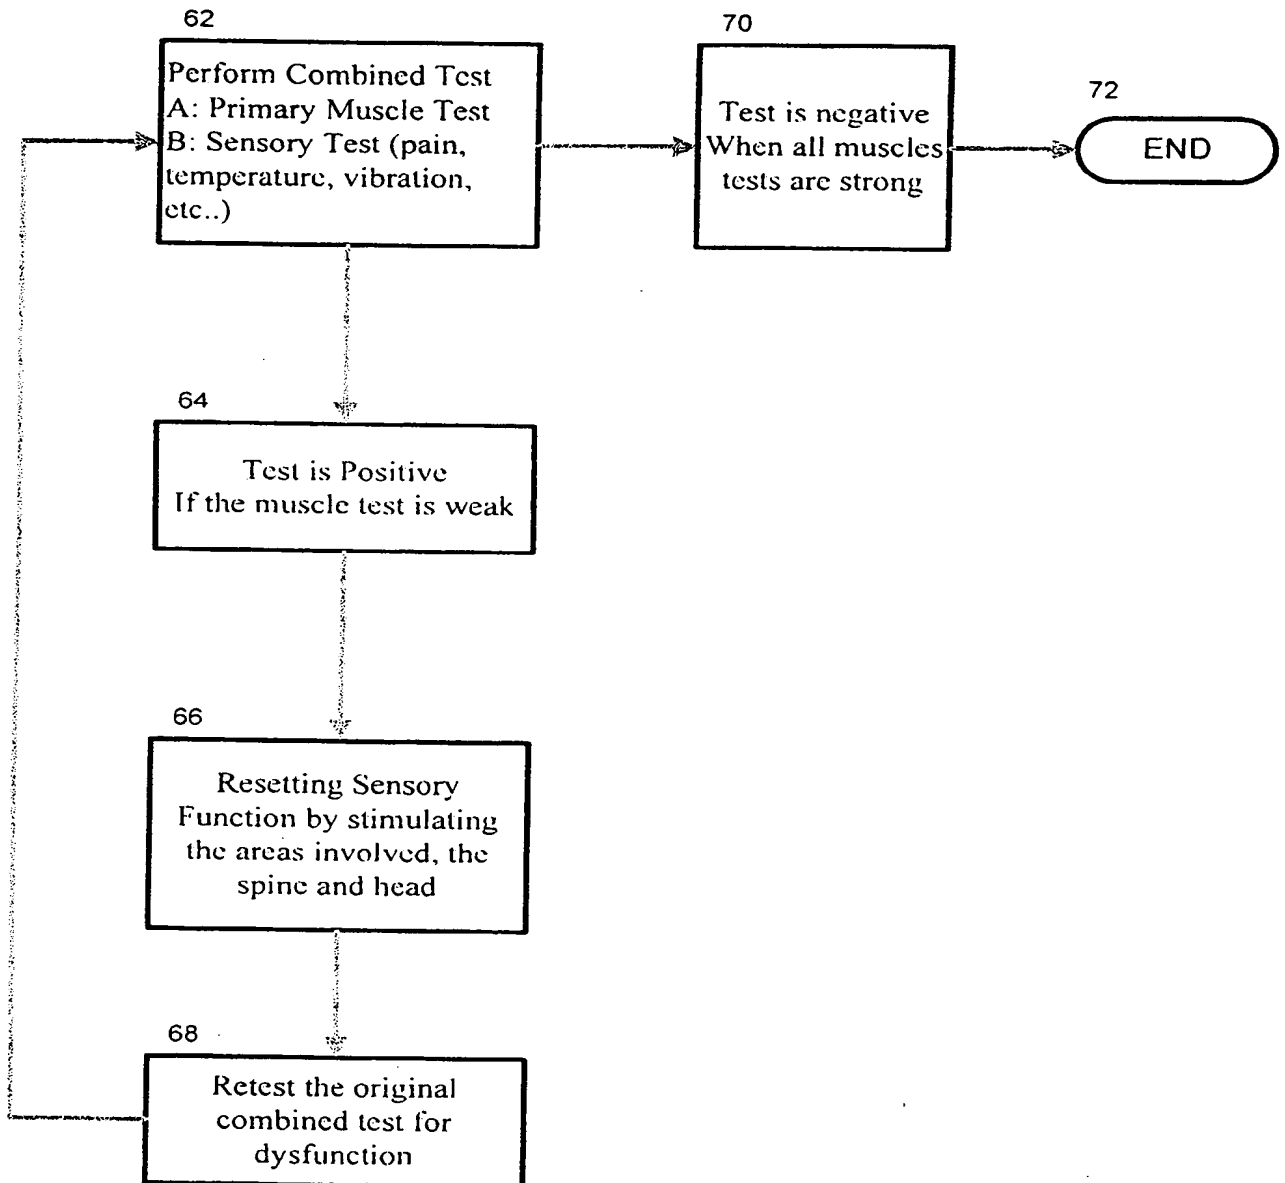 62
Perform Combined Test
A: Primary Muscle Test
B: Sensory Test (pain,
temperature, vibration,
etc..)
70
Test is negative
When all muscles
tests are strong
72
END
64
Test is Positive
If the muscle test is weak
66
Resetting Sensory
Function by stimulating
the areas involved, the
spine and head
68
Retest the original
combined test for
dysfunction